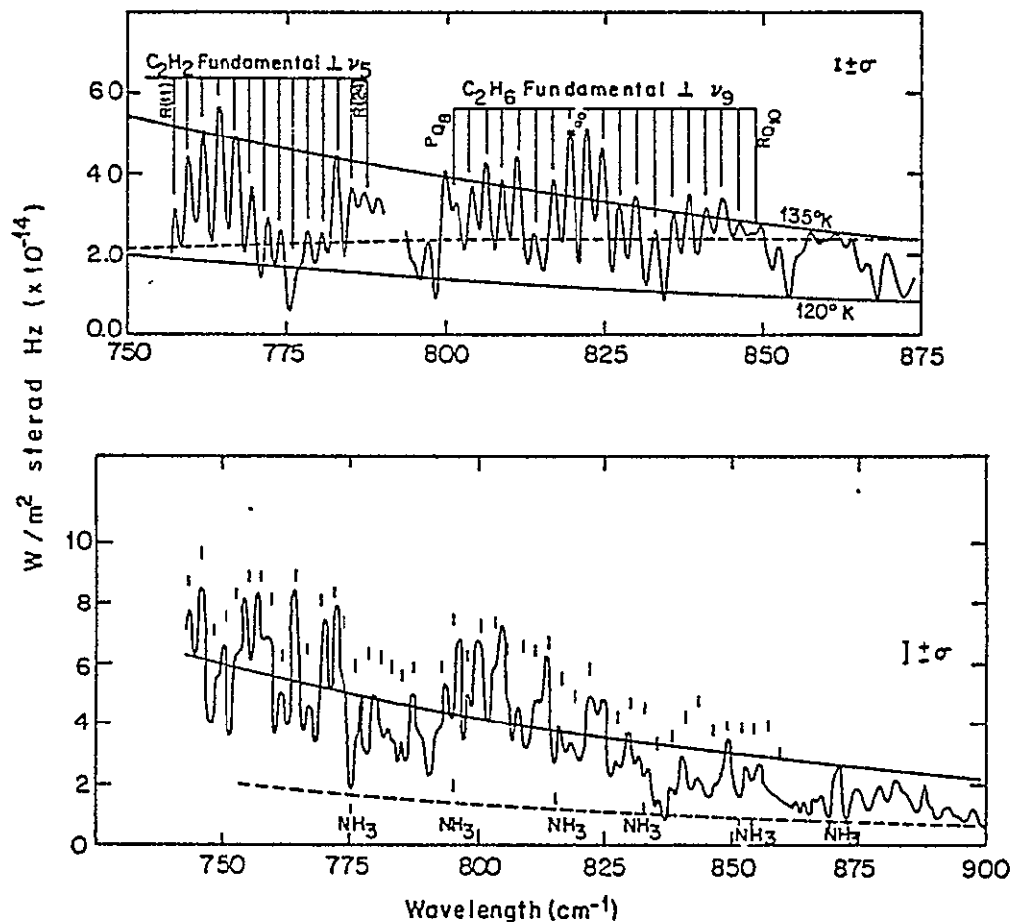 C2H2 Fundamental ⊥ ν5
C2H6 Fundamental ⊥ ν9
I ± σ
R(11)
R(24)
PQ8
RQ10
6.0
4.0
2.0
0.0
135°K
120°K
750
775
800
825
850
875
W/m² sterad Hz (x10⁻¹⁴)
10
8
6
4
2
0
I ± σ
NH3
NH3
NH3
NH3
NH3
NH3
750
775
800
825
850
875
900
Wavelength (cm⁻¹)